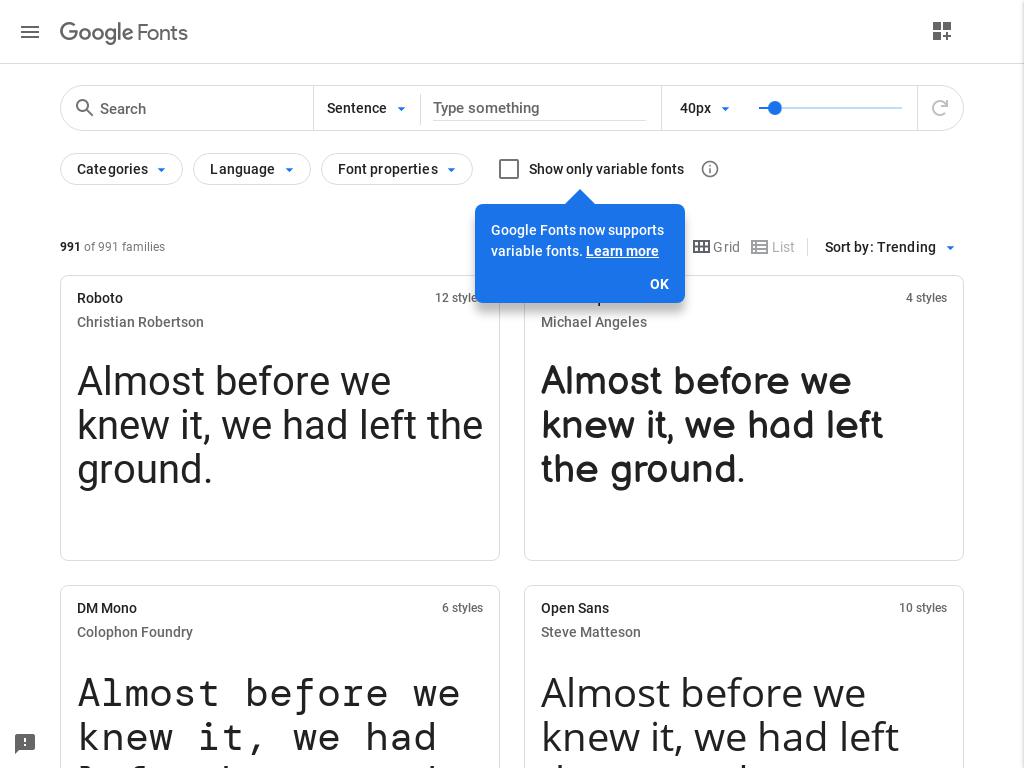 Google Fonts
Search
Sentence
Type something
40px
Categories
Language
Font properties
Show only variable fonts
Google Fonts now supports
variable fonts. Learn more
OK
991 of 991 families
Grid
List
Sort by: Trending
Roboto
12 styles
Christian Robertson
Almost before we
knew it, we had left the
ground.
4 styles
Michael Angeles
Almost before we
knew it, we had left
the ground.
DM Mono
6 styles
Colophon Foundry
Almost before we
knew it, we had
Open Sans
10 styles
Steve Matteson
Almost before we
knew it, we had left